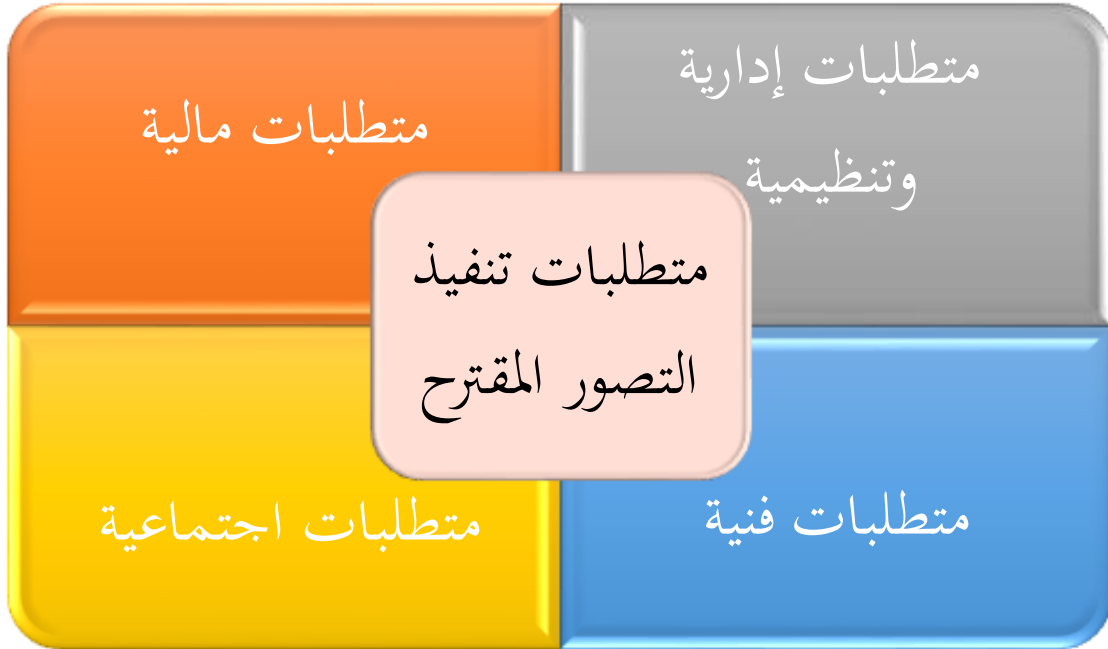 متطلبات إدارية
وتنظيمية
متطلبات مالية
متطلبات تنفيذ
التصور المقترح
متطلبات فنية
متطلبات اجتماعية